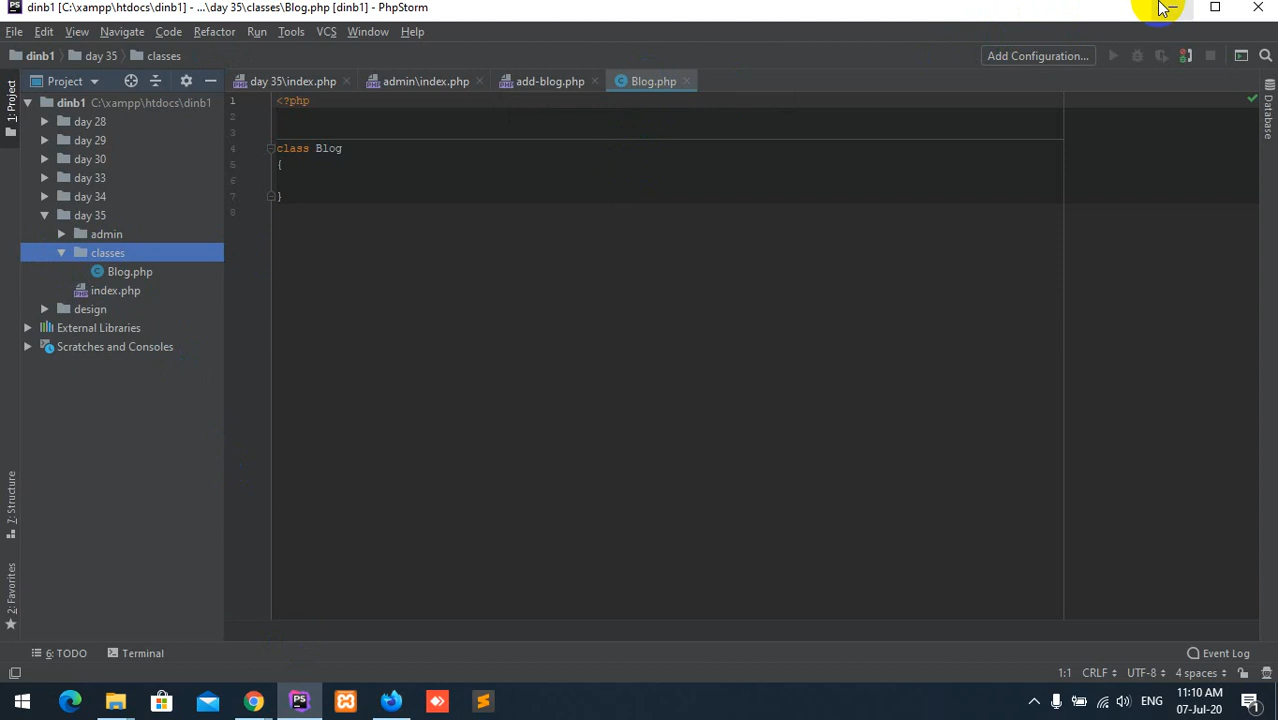 PS dinb1 [C:\xampp\htdocs\dinb1] - ...\day 35\classes\Blog.php [dinb1] - PhpStorm
File Edit View Navigate Code Refactor Run Tools VCS Window Help
dinb1 day 35 classes Add Configuration...
1: Project
Project day 35\index.php admin\index.php add-blog.php Blog.php
Database
dinb1 C:\xampp\htdocs\dinb1
day 28
day 29
day 30
day 33
day 34
day 35
admin
classes
C Blog.php
PHP index.php
design
External Libraries
Scratches and Consoles
1 <?php
2
3
4 class Blog
5 {
6
7 }
8
7: Structure
2: Favorites
6: TODO Terminal Event Log
1:1 CRLF UTF-8 4 spaces
PS ENG 11:10 AM
07-Jul-20 1